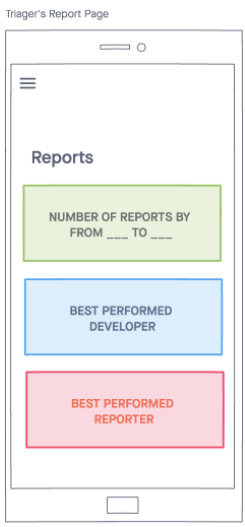 Triager's Report Page
Reports
NUMBER OF REPORTS BY
FROM ___ TO ___
BEST PERFORMED
DEVELOPER
BEST PERFORMED
REPORTER